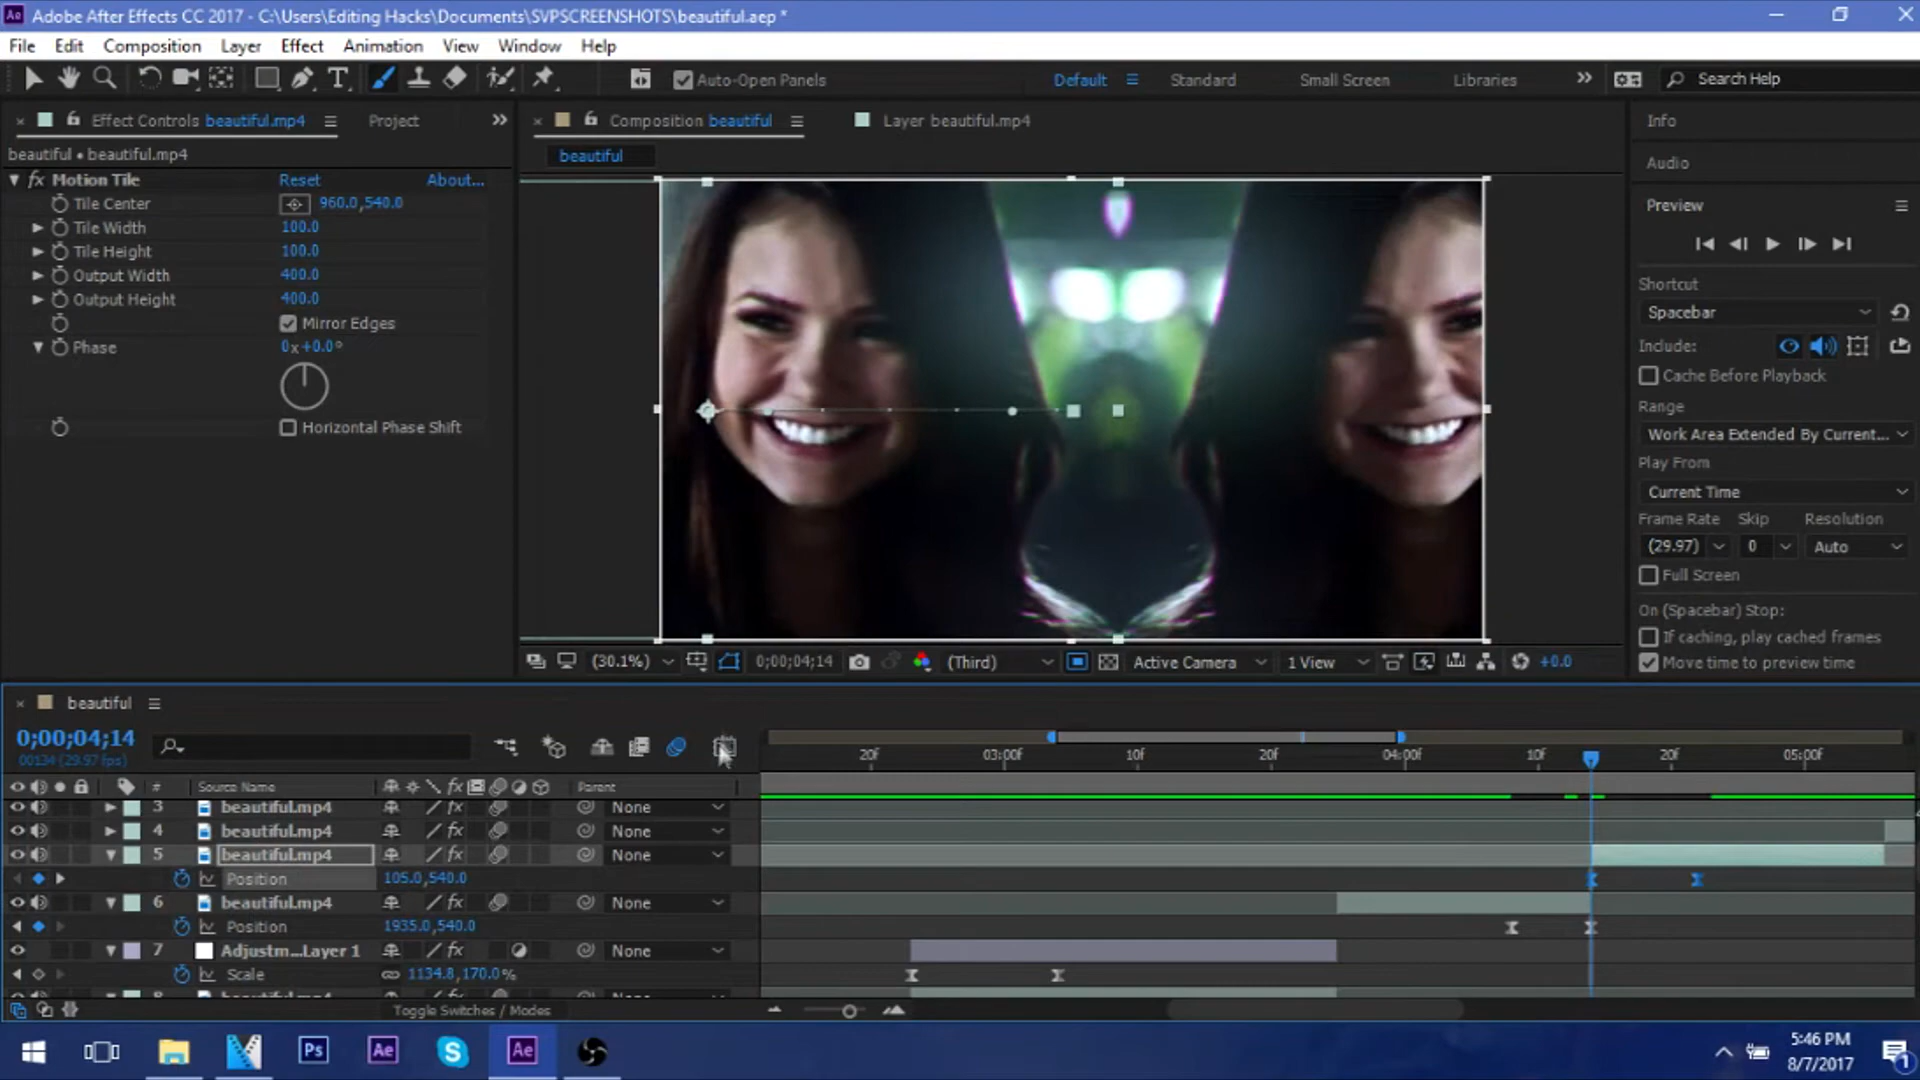 Adobe After Effects CC 2017 - C:\Users\Editing Hacks\Documents\SVPSCREENSHOTS\beautiful.aep *
File Edit Composition Layer Effect Animation View Window Help
Auto-Open Panels Default Standard Small Screen Libraries Search Help
Effect Controls beautiful.mp4 Project Composition beautiful Layer beautiful.mp4 Info
beautiful • beautiful.mp4 beautiful
Audio
fx Motion Tile Reset About...
Tile Center 960.0,540.0
Tile Width 100.0
Tile Height 100.0
Output Width 400.0
Output Height 400.0
Mirror Edges
Phase 0x+0.0°
Horizontal Phase Shift
Preview
Shortcut
Spacebar
Include:
Cache Before Playback
Range
Work Area Extended By Current...
Play From
Current Time
Frame Rate Skip Resolution
(29.97) 0 Auto
Full Screen
On (Spacebar) Stop:
If caching, play cached frames
Move time to preview time
(30.1%) 0;00;04;14 (Third) Active Camera 1 View +0.0
beautiful
0;00;04;14
00134 (29.97 fps)
20f 03:00f 10f 20f 04:00f 10f 20f 05:00f
# Source Name fx Parent
3 beautiful.mp4 fx None
4 beautiful.mp4 fx None
5 beautiful.mp4 fx None
Position 105.0,540.0
6 beautiful.mp4 fx None
Position 1935.0,540.0
7 Adjustm...Layer 1 fx None
Scale 1134.8,170.0%
Toggle Switches / Modes
Ps Ae Ae
5:46 PM
8/7/2017
1